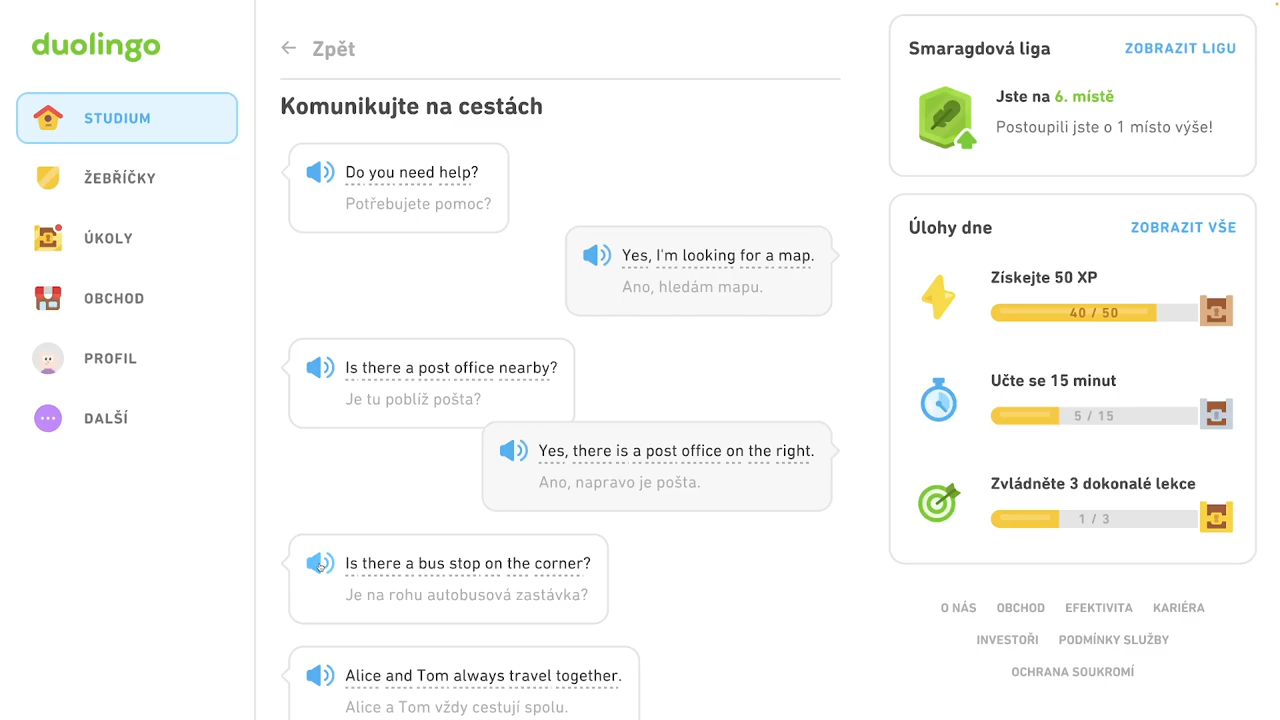 duolingo
STUDIUM
ŽEBŘÍČKY
ÚKOLY
OBCHOD
PROFIL
DALŠÍ
Zpět
Komunikujte na cestách
Do you need help?
Potřebujete pomoc?
Yes, I'm looking for a map.
Ano, hledám mapu.
Is there a post office nearby?
Je tu poblíž pošta?
Yes, there is a post office on the right.
Ano, napravo je pošta.
Is there a bus stop on the corner?
Je na rohu autobusová zastávka?
Alice and Tom always travel together.
Alice a Tom vždy cestují spolu.
Smaragdová liga
ZOBRAZIT LIGU
Jste na 6. místě
Postoupili jste o 1 místo výše!
Úlohy dne
ZOBRAZIT VŠE
Získejte 50 XP
40 / 50
Učte se 15 minut
5 / 15
Zvládněte 3 dokonalé lekce
1 / 3
O NÁS OBCHOD EFEKTIVITA KARIÉRA
INVESTOŘI PODMÍNKY SLUŽBY
OCHRANA SOUKROMÍ